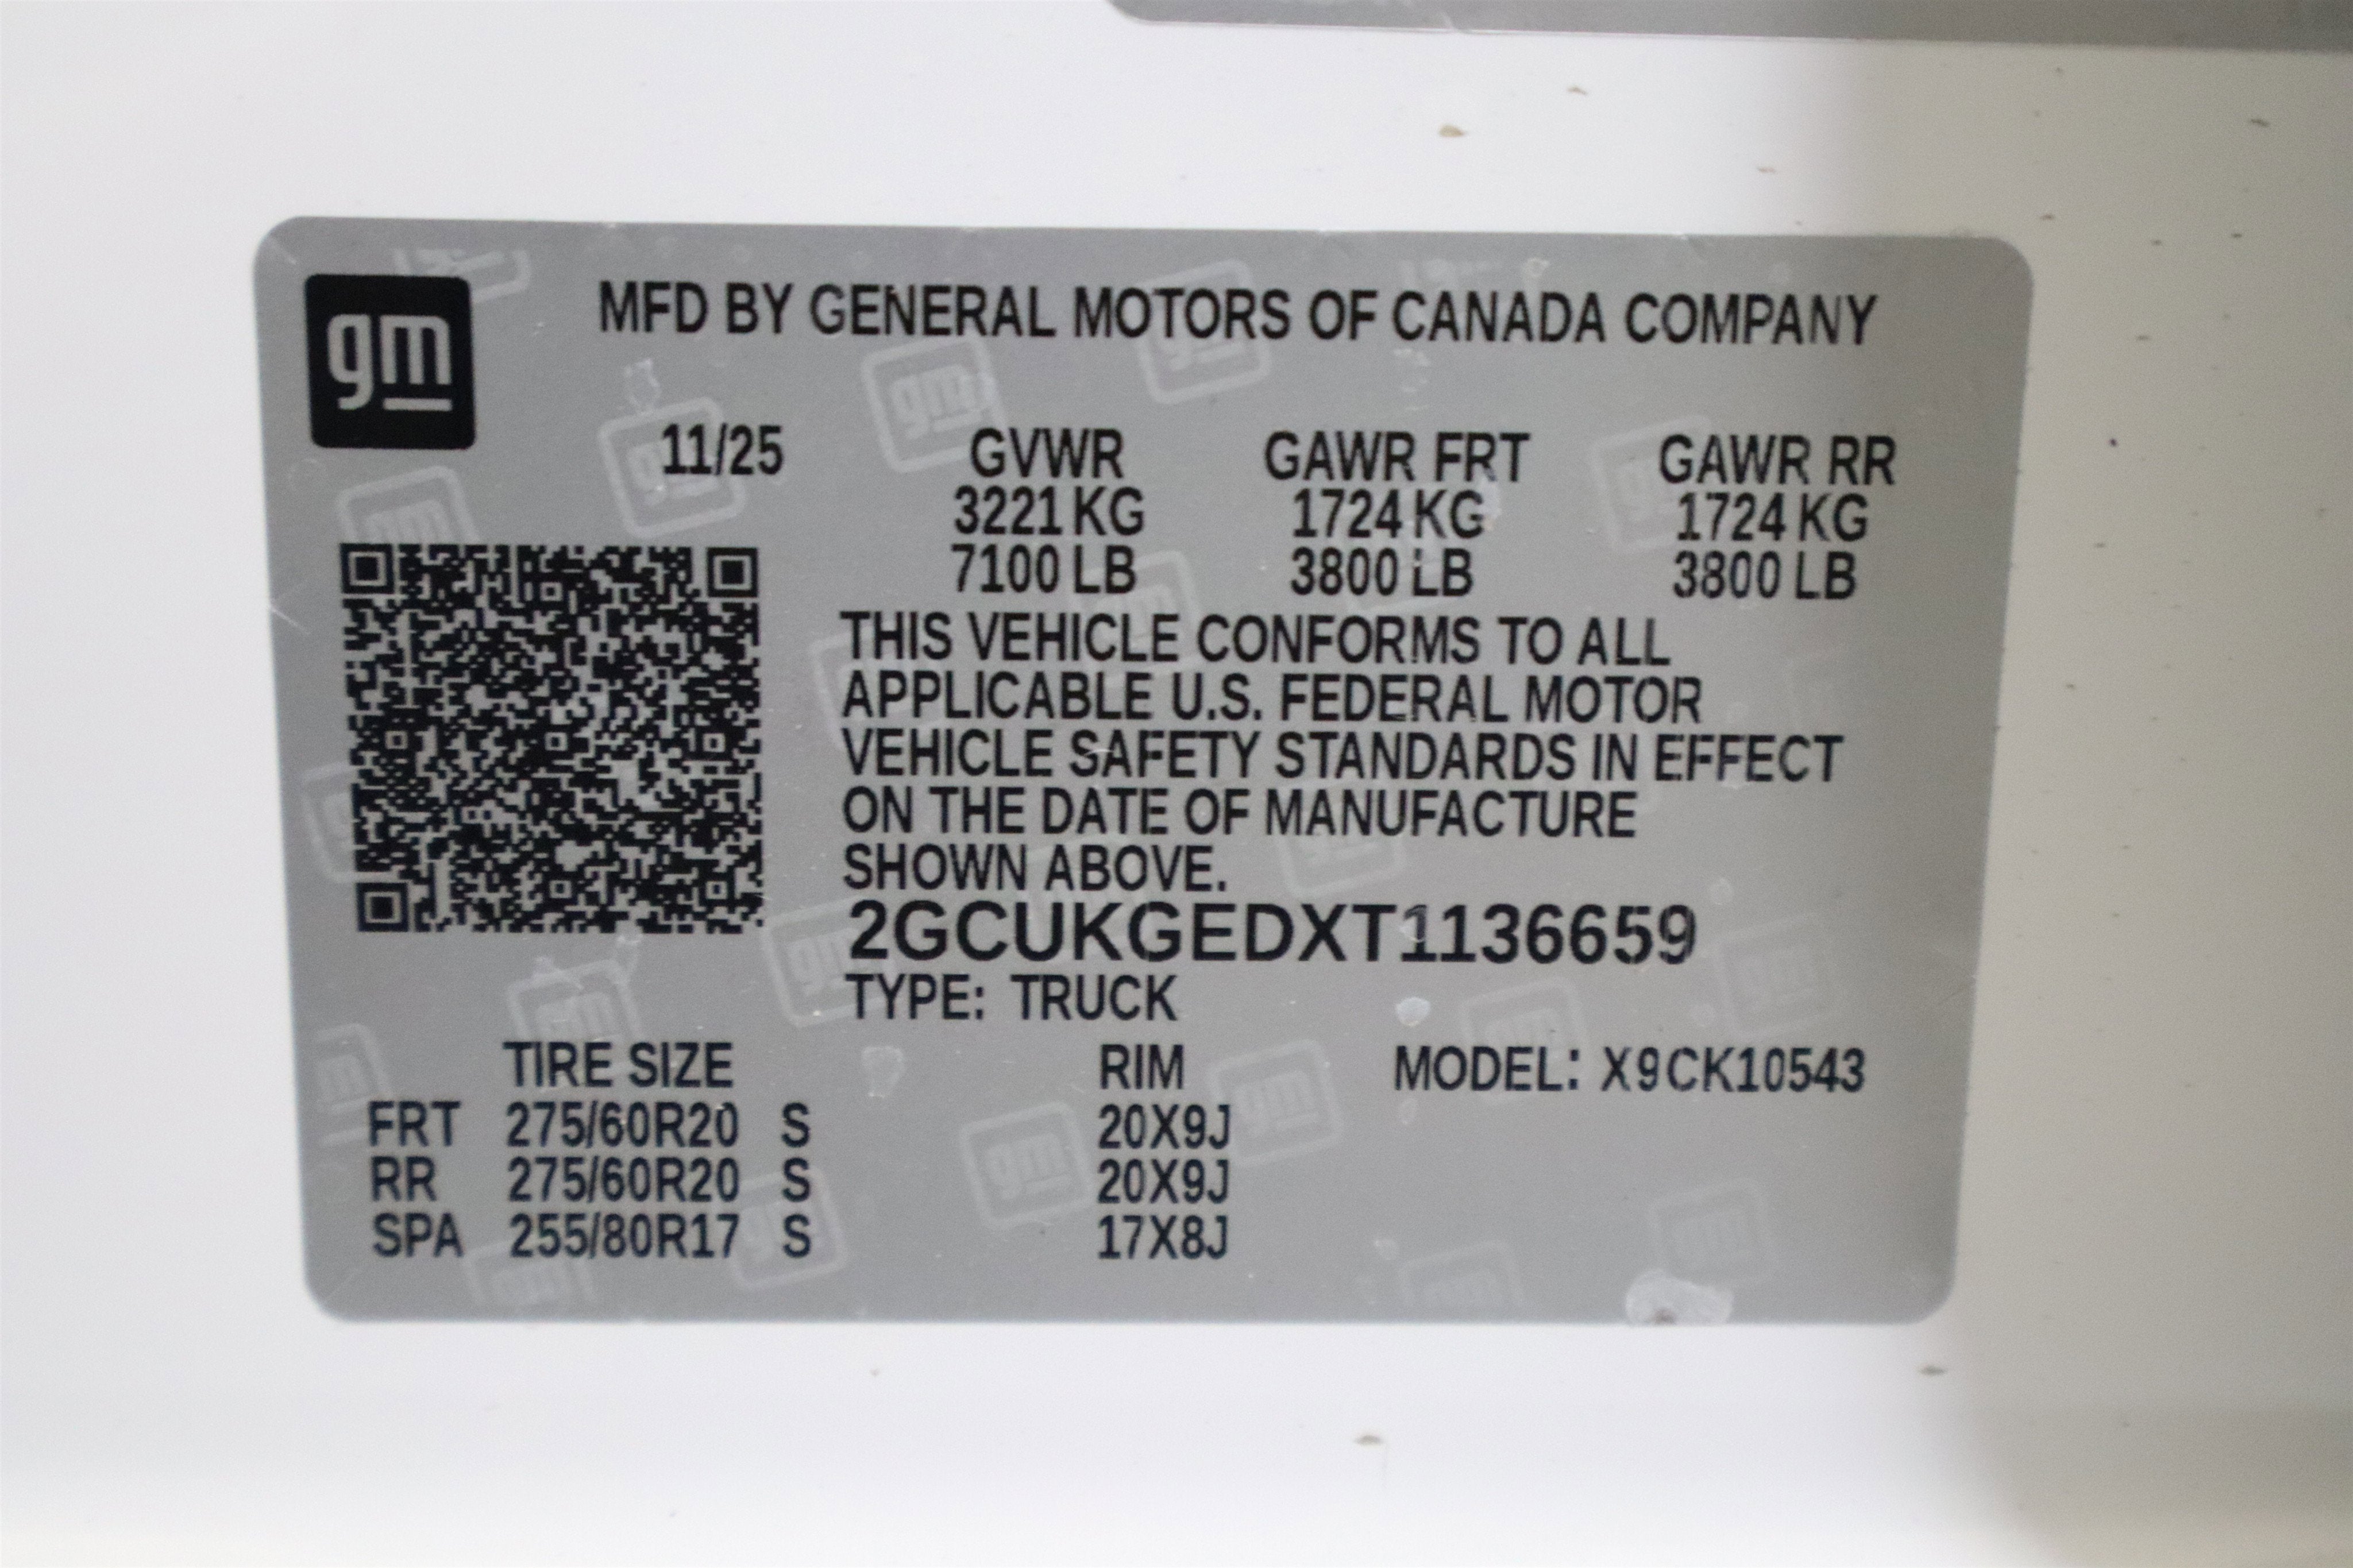 gm
MFD BY GENERAL MOTORS OF CANADA COMPANY
11/25 GVWR GAWR FRT GAWR RR
3221 KG 1724 KG 1724 KG
7100 LB 3800 LB 3800 LB
THIS VEHICLE CONFORMS TO ALL
APPLICABLE U.S. FEDERAL MOTOR
VEHICLE SAFETY STANDARDS IN EFFECT
ON THE DATE OF MANUFACTURE
SHOWN ABOVE.
2GCUKGEDXT1136659
TYPE: TRUCK
TIRE SIZE RIM MODEL: X9CK10543
FRT 275/60R20 S 20X9J
RR 275/60R20 S 20X9J
SPA 255/80R17 S 17X8J